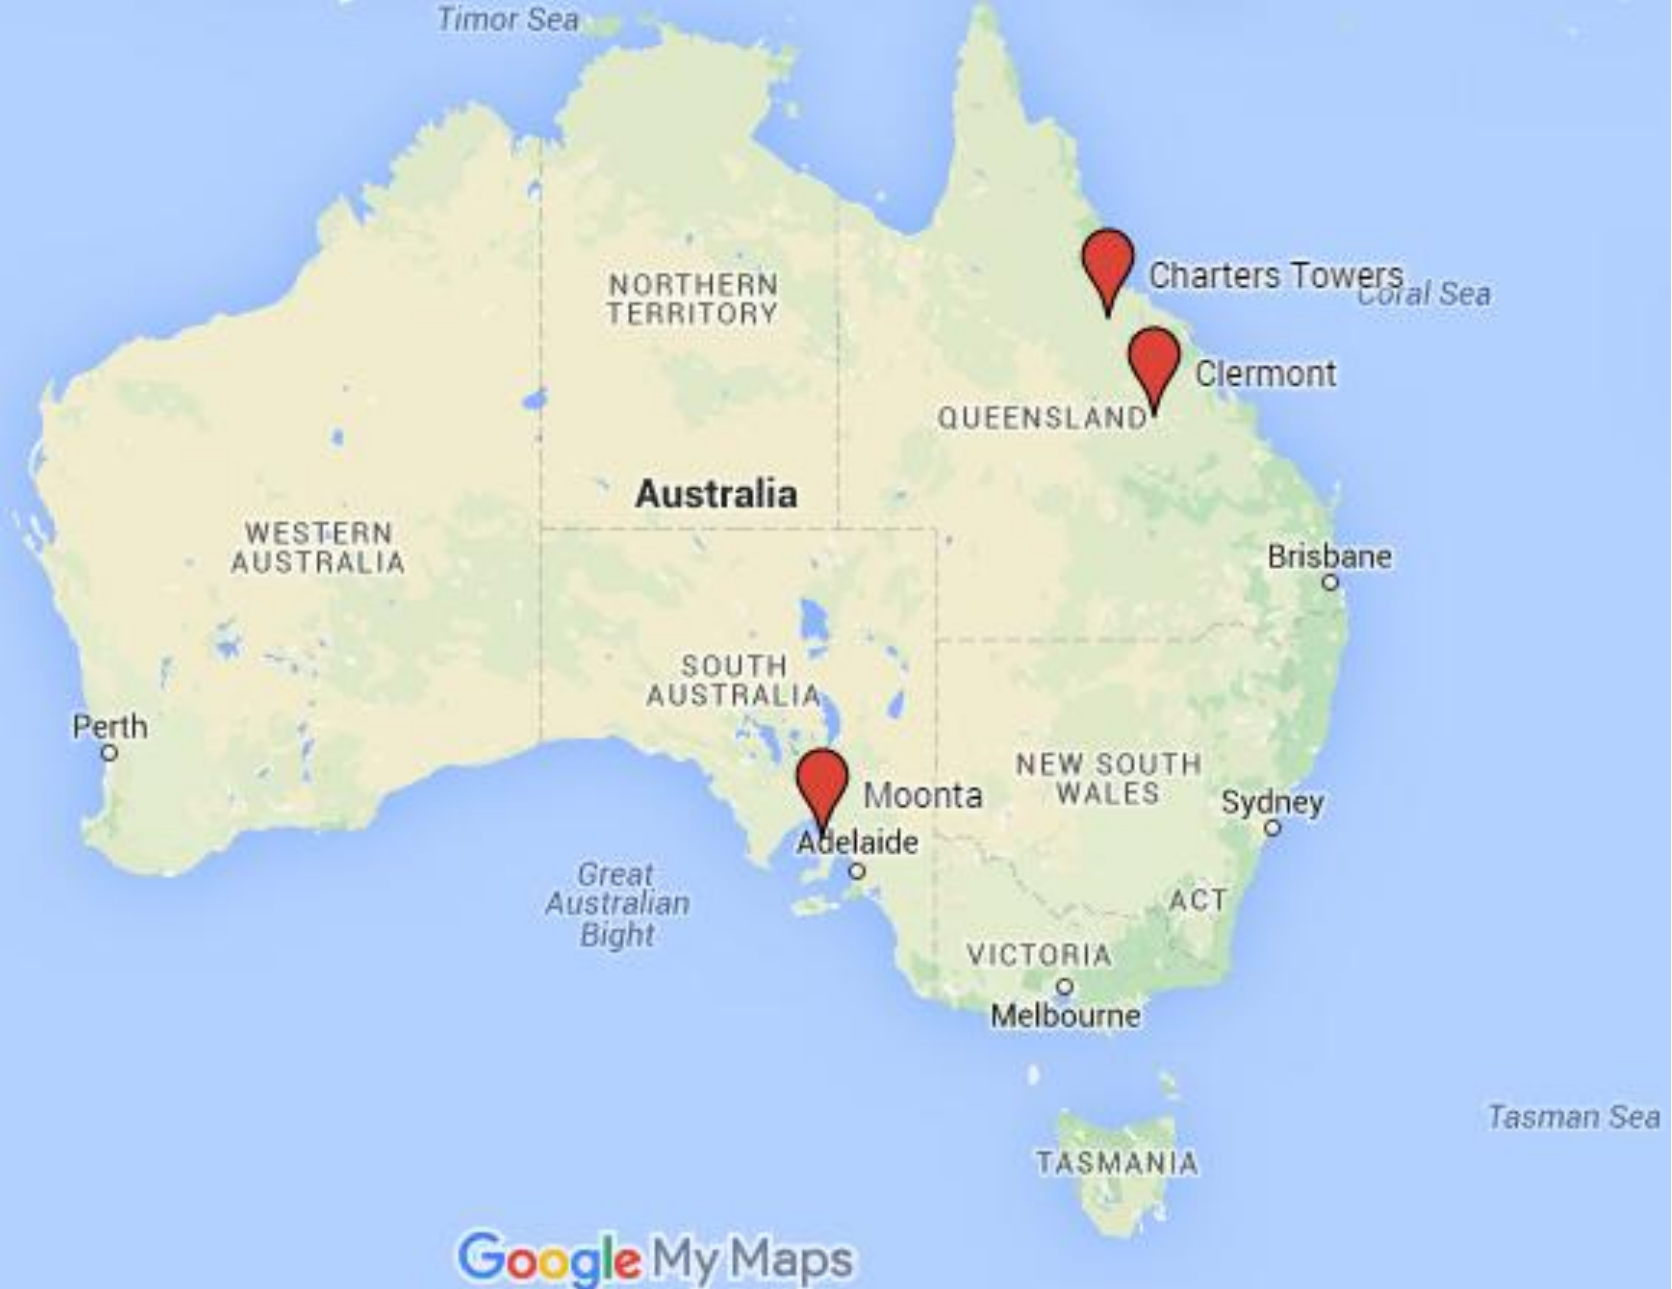 Timor Sea
Charters Towers
Coral Sea
NORTHERN
TERRITORY
Clermont
QUEENSLAND
Australia
WESTERN
AUSTRALIA
Brisbane
SOUTH
AUSTRALIA
Perth
NEW SOUTH
WALES
Moonta
Sydney
Adelaide
Great
Australian
Bight
ACT
VICTORIA
Melbourne
Tasman Sea
TASMANIA
Google My Maps